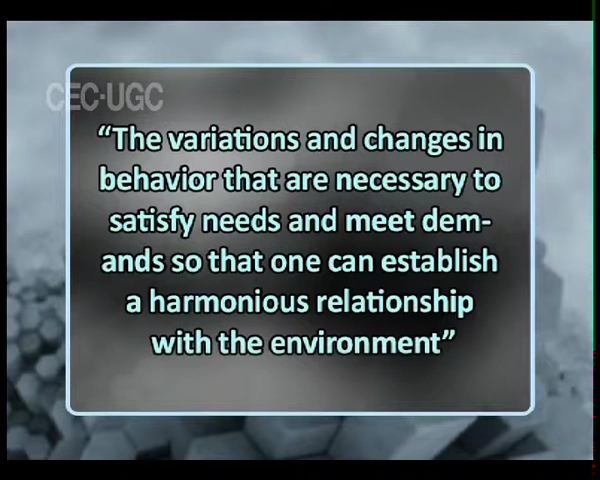 CEC-UGC
“The variations and changes in
behavior that are necessary to
satisfy needs and meet dem-
ands so that one can establish
a harmonious relationship
with the environment”